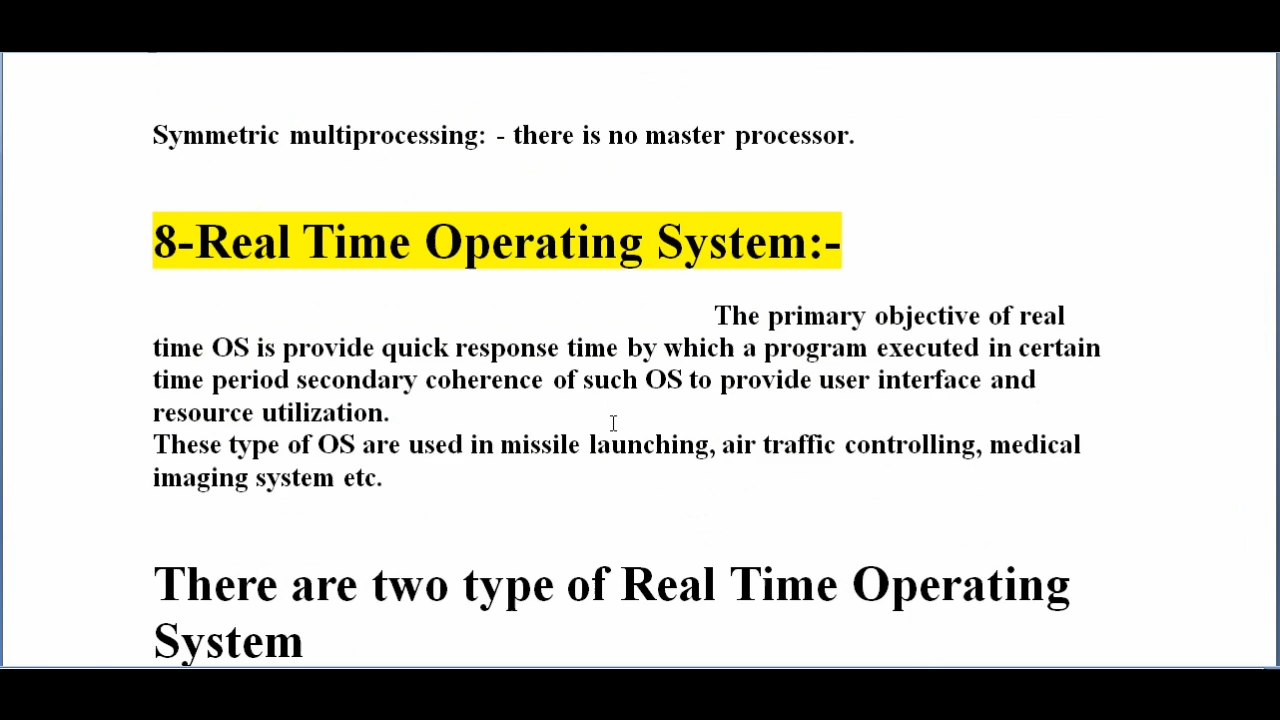 Symmetric multiprocessing: - there is no master processor.
8-Real Time Operating System:-
The primary objective of real
time OS is provide quick response time by which a program executed in certain
time period secondary coherence of such OS to provide user interface and
resource utilization.
These type of OS are used in missile launching, air traffic controlling, medical
imaging system etc.
There are two type of Real Time Operating
System